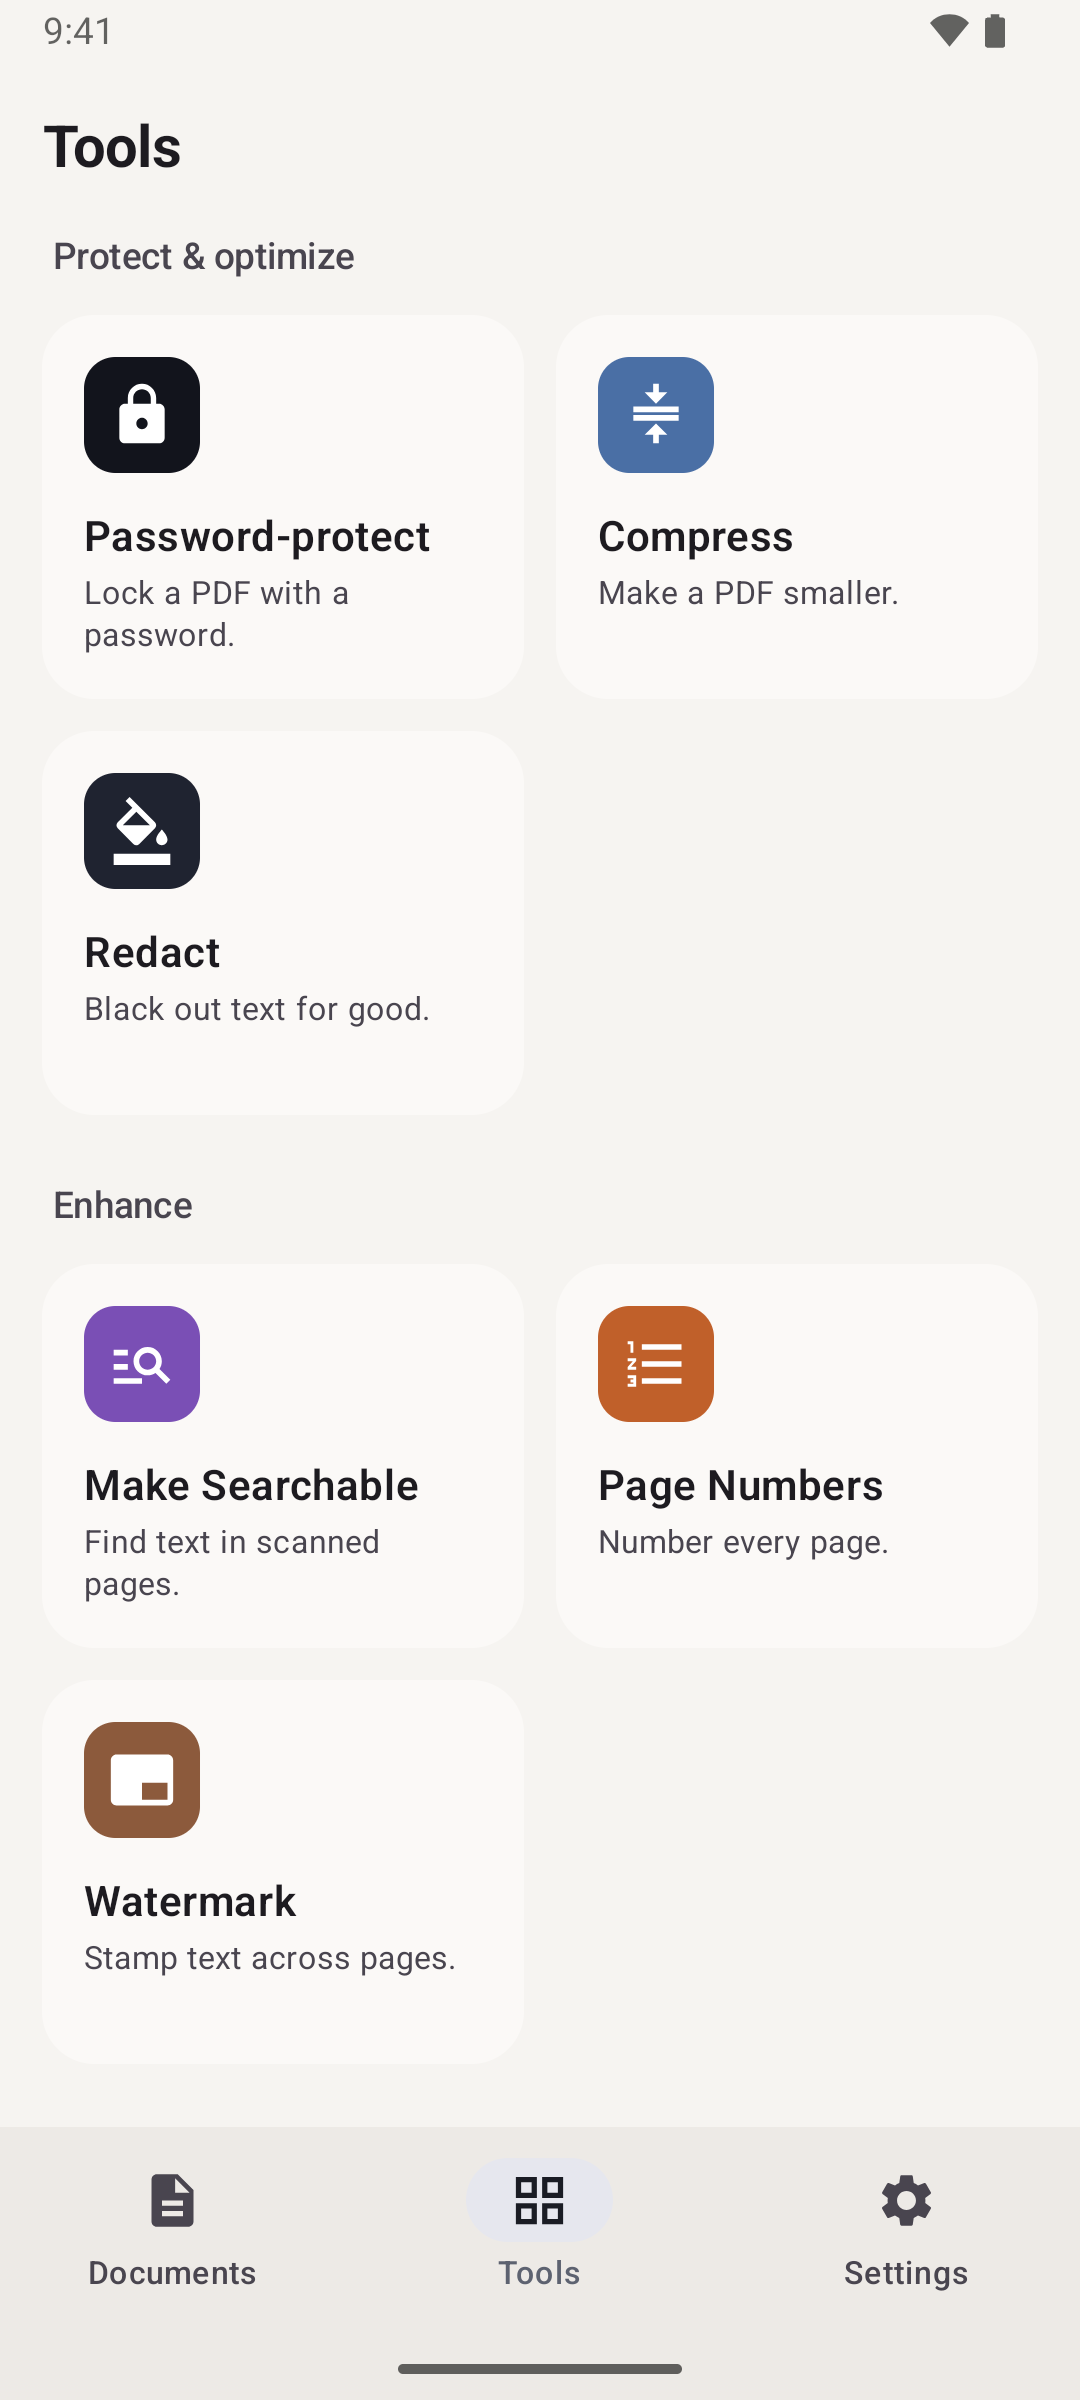 9:41
Tools
Protect & optimize
Password-protect
Lock a PDF with a
password.
Compress
Make a PDF smaller.
Redact
Black out text for good.
Enhance
Make Searchable
Find text in scanned
pages.
Page Numbers
Number every page.
Watermark
Stamp text across pages.
Documents
Tools
Settings